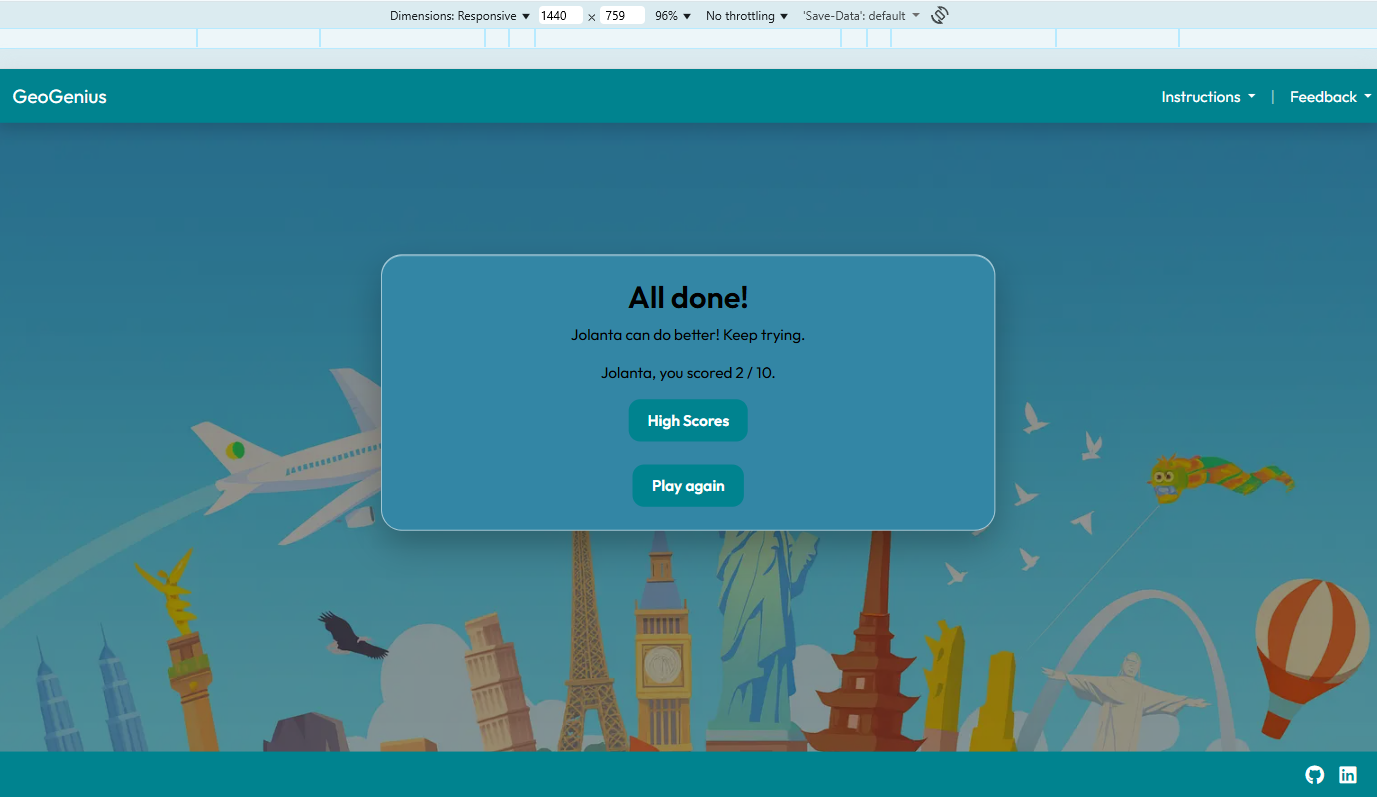 Dimensions: Responsive 1440 × 759 96% No throttling 'Save-Data': default
GeoGenius Instructions | Feedback
All done!
Jolanta can do better! Keep trying.
Jolanta, you scored 2 / 10.
High Scores
Play again
in